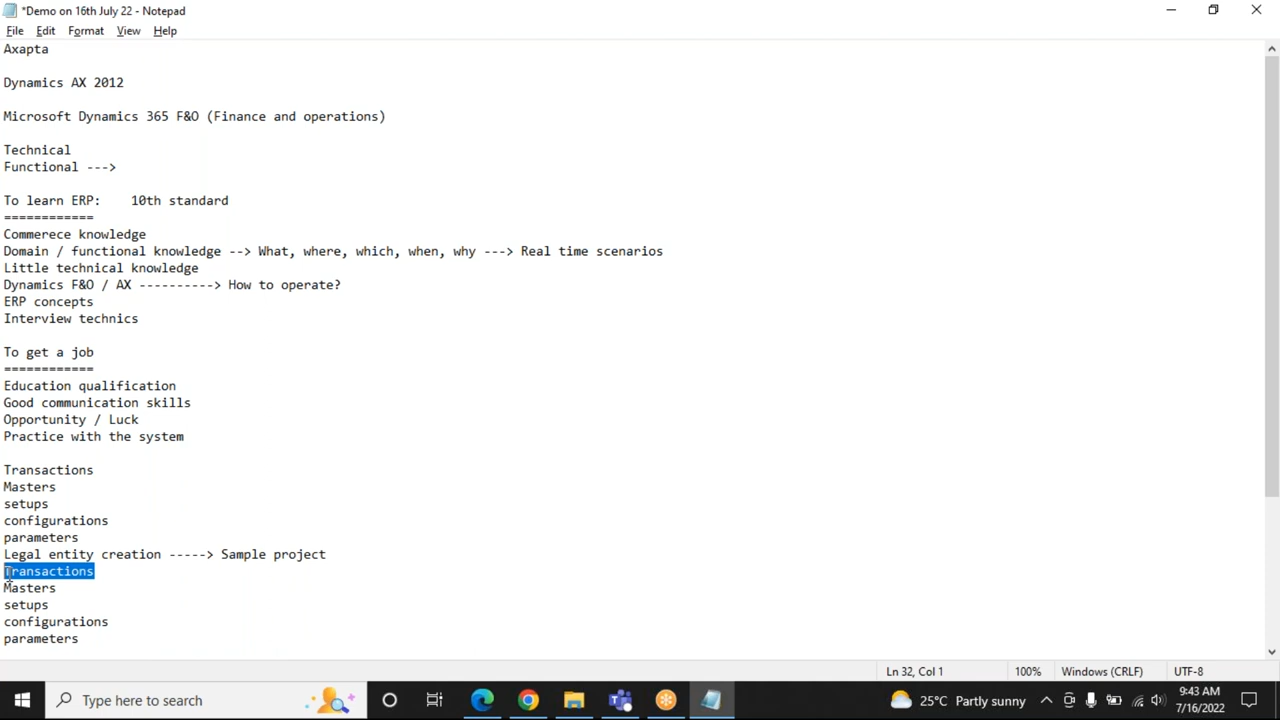 *Demo on 16th July 22 - Notepad
File Edit Format View Help
Axapta
Dynamics AX 2012
Microsoft Dynamics 365 F&O (Finance and operations)
Technical
Functional --->
To learn ERP: 10th standard
============
Commerece knowledge
Domain / functional knowledge --> What, where, which, when, why ---> Real time scenarios
Little technical knowledge
Dynamics F&O / AX ----------> How to operate?
ERP concepts
Interview technics
To get a job
============
Education qualification
Good communication skills
Opportunity / Luck
Practice with the system
Transactions
Masters
setups
configurations
parameters
Legal entity creation -----> Sample project
Transactions
Masters
setups
configurations
parameters
Ln 32, Col 1 100% Windows (CRLF) UTF-8
Type here to search 25°C Partly sunny 9:43 AM
7/16/2022